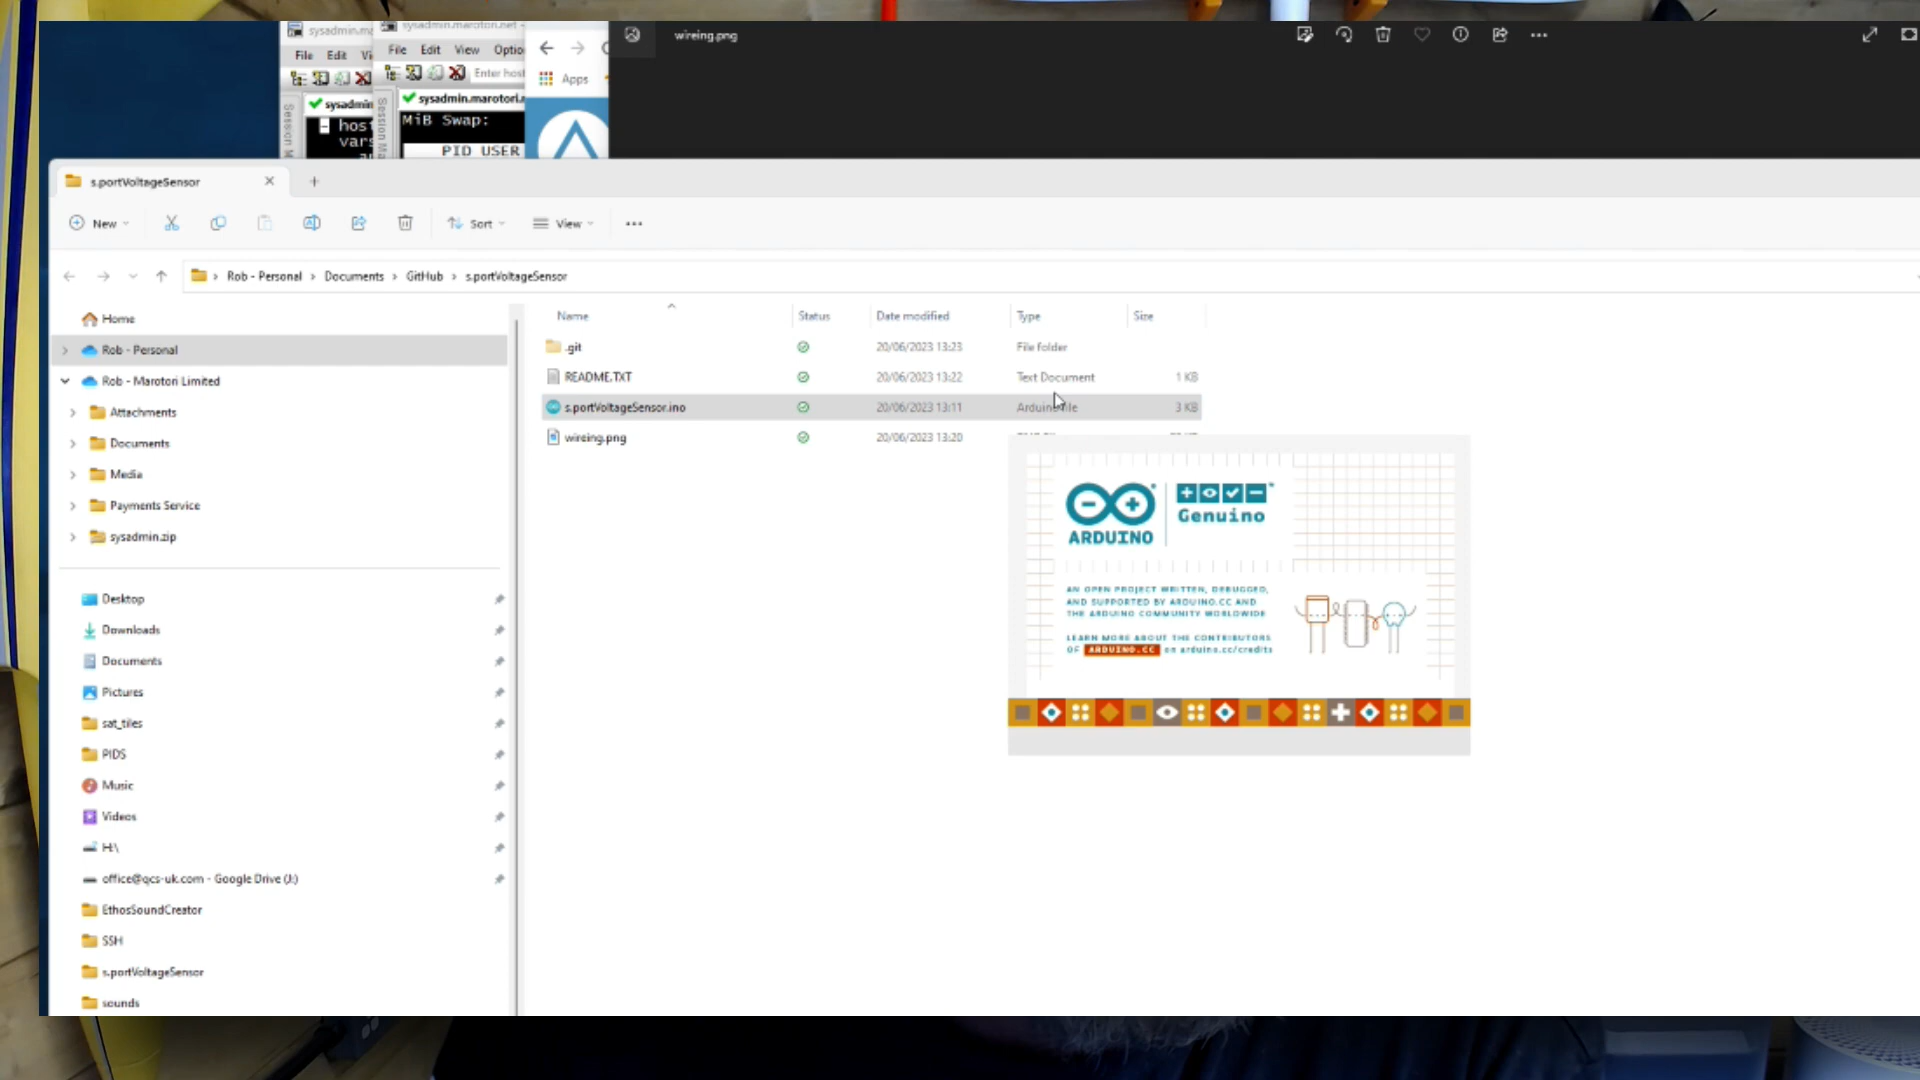 sysadmin.ma
sysadmin.marotori.net -
wireing.png
File Edit Vi
File Edit View Optio
Enter host
Apps
sysadmin
sysadmin.marotori.
Session M
Session Ma
host
vars
MiB Swap:
PID USER
s.portVoltageSensor
New
Sort
View
Rob - Personal > Documents > GitHub > s.portVoltageSensor
Name Status Date modified Type Size
.git 20/06/2023 13:23 File folder
README.TXT 20/06/2023 13:22 Text Document 1 KB
s.portVoltageSensor.ino 20/06/2023 13:11 Arduino file 3 KB
wireing.png 20/06/2023 13:20
Home
Rob - Personal
Rob - Marotori Limited
Attachments
Documents
Media
Payments Service
sysadmin.zip
Desktop
Downloads
Documents
Pictures
sat_tiles
PIDS
Music
Videos
H:\
office@qcs-uk.com - Google Drive (J:)
EthosSoundCreator
SSH
s.portVoltageSensor
sounds
ARDUINO
Genuino
AN OPEN PROJECT WRITTEN, DEBUGGED,
AND SUPPORTED BY ARDUINO.CC AND
THE ARDUINO COMMUNITY WORLDWIDE
LEARN MORE ABOUT THE CONTRIBUTORS
OF ARDUINO.CC on arduino.cc/credits